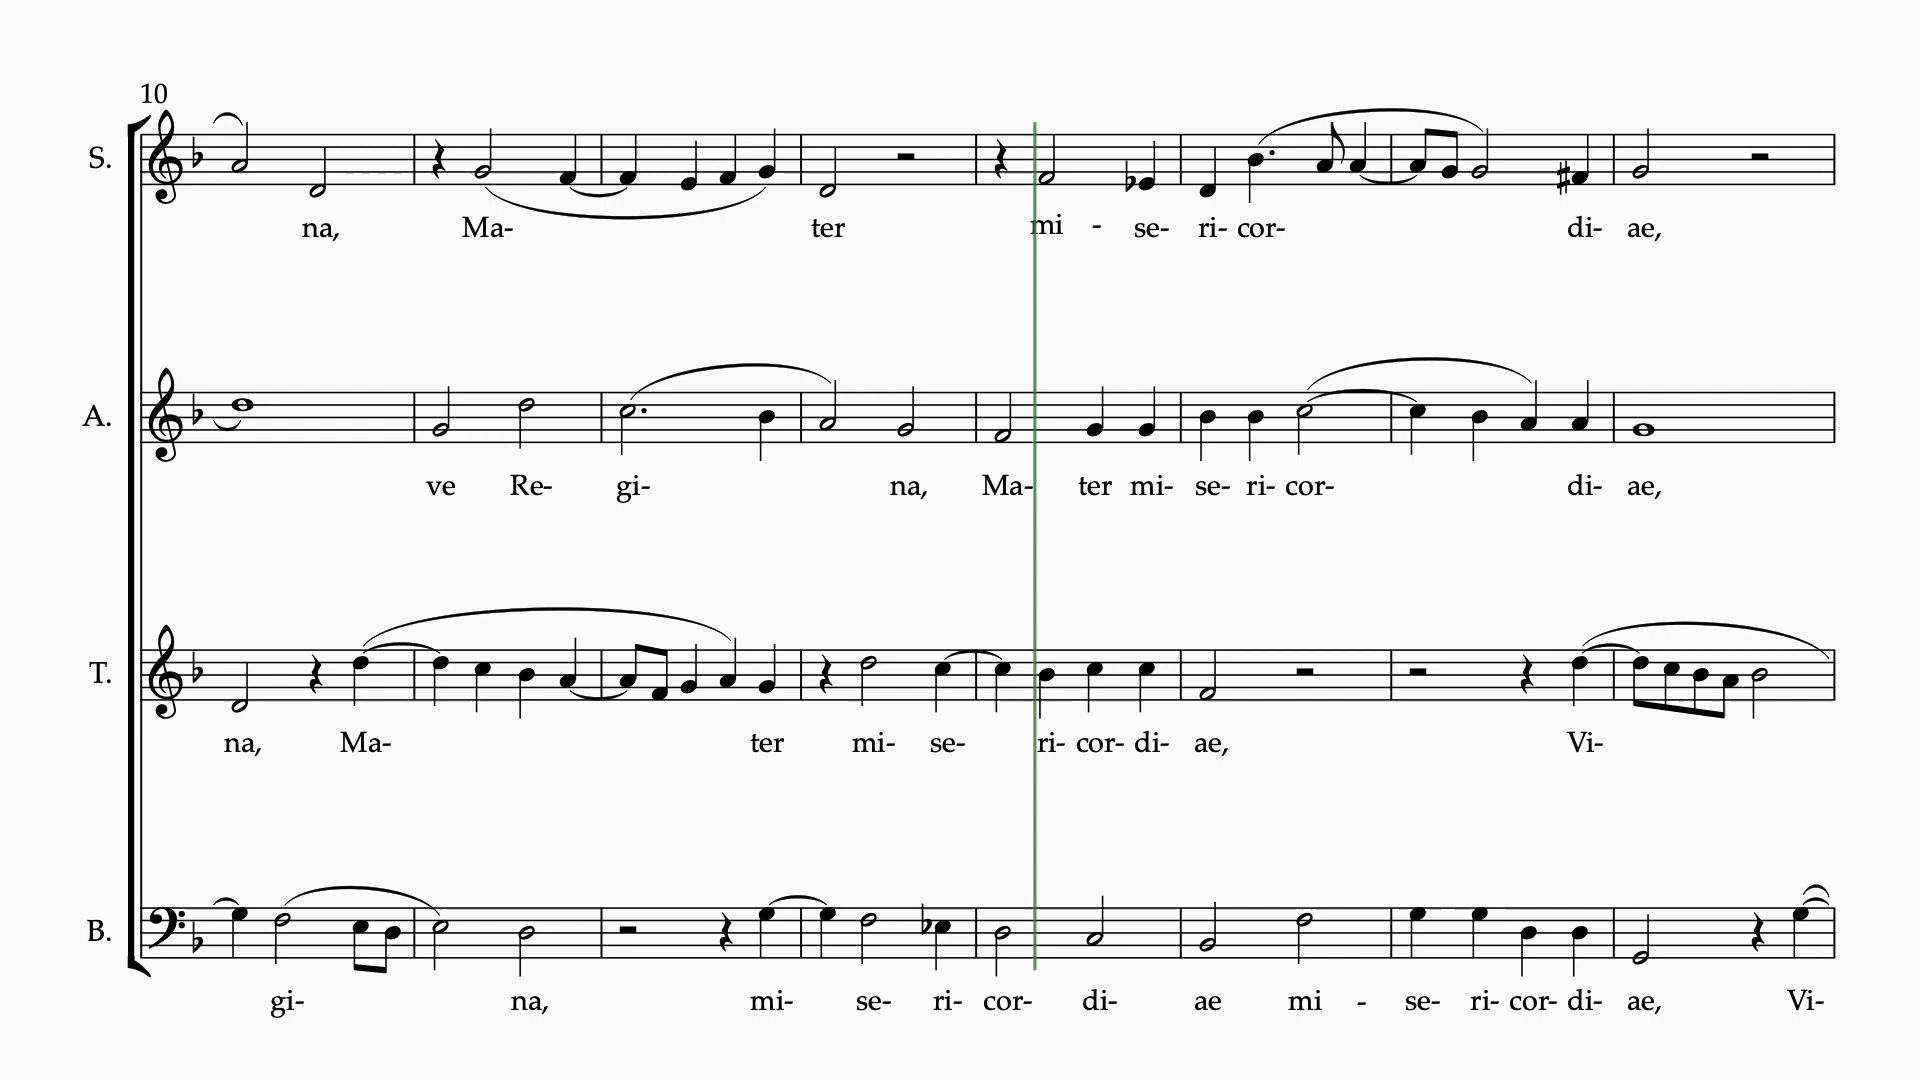 10
S.
na, Ma- ter mi - se- ri- cor- di- ae,
A.
ve Re- gi- na, Ma- ter mi- se- ri- cor- di- ae,
T.
na, Ma- ter mi- se- ri- cor- di- ae, Vi-
B.
gi- na, mi- se- ri- cor- di- ae mi - se- ri- cor- di- ae, Vi-